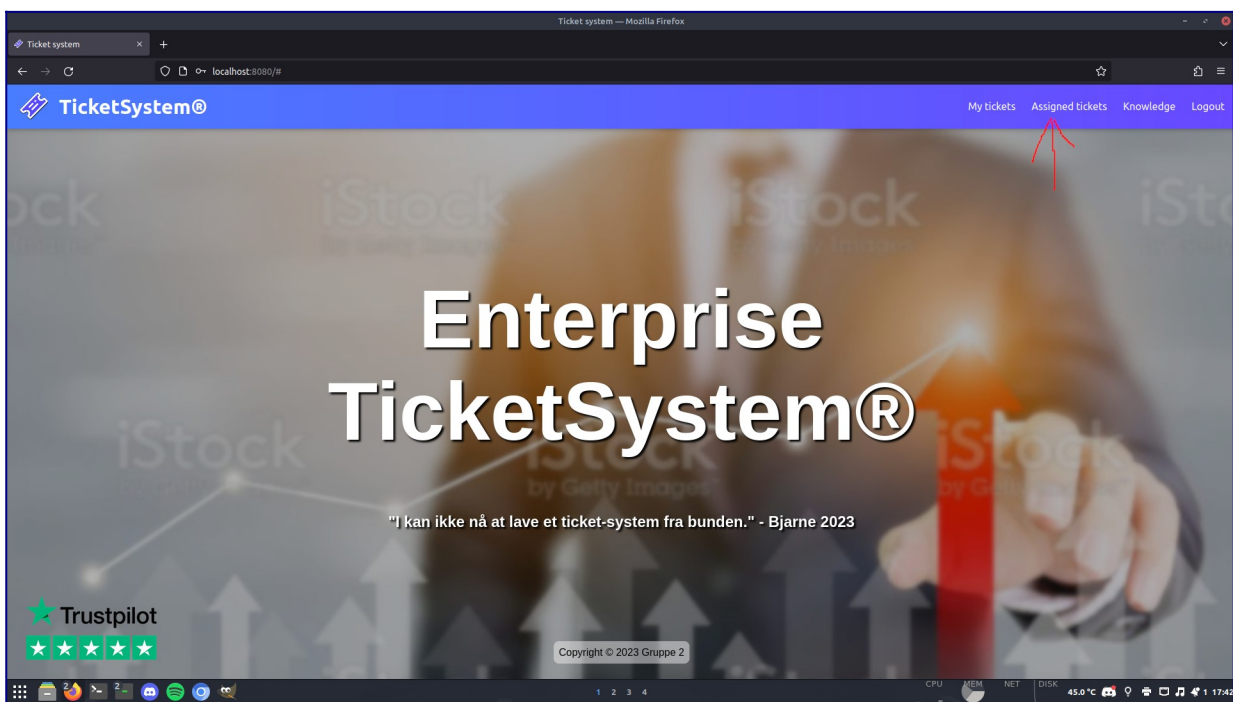 Ticket system — Mozilla Firefox
Ticket system
localhost:8080/#
TicketSystem®
My tickets Assigned tickets Knowledge Logout
iStock
by Getty Images
Enterprise
TicketSystem®
"I kan ikke nå at lave et ticket-system fra bunden." - Bjarne 2023
Trustpilot
Copyright © 2023 Gruppe 2
1 2 3 4
CPU MEM NET DISK
45.0°C
1 17:42